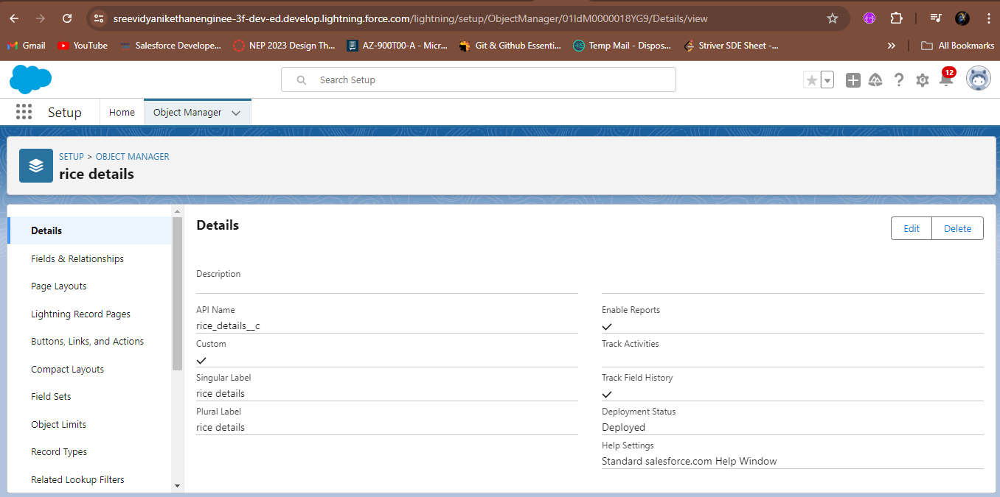 sreevidyanikethanenginee-3f-dev-ed.develop.lightning.force.com/lightning/setup/ObjectManager/01IdM0000018YG9/Details/view
Gmail YouTube Salesforce Develope... NEP 2023 Design Th... AZ-900T00-A - Micr... Git & Github Essenti... Temp Mail - Dispos... Striver SDE Sheet -... » All Bookmarks
Search Setup
12
Setup Home Object Manager
SETUP > OBJECT MANAGER
rice details
Details
Fields & Relationships
Page Layouts
Lightning Record Pages
Buttons, Links, and Actions
Compact Layouts
Field Sets
Object Limits
Record Types
Related Lookup Filters
Details
Edit Delete
Description
API Name
rice_details__c
Custom
Singular Label
rice details
Plural Label
rice details
Enable Reports
Track Activities
Track Field History
Deployment Status
Deployed
Help Settings
Standard salesforce.com Help Window